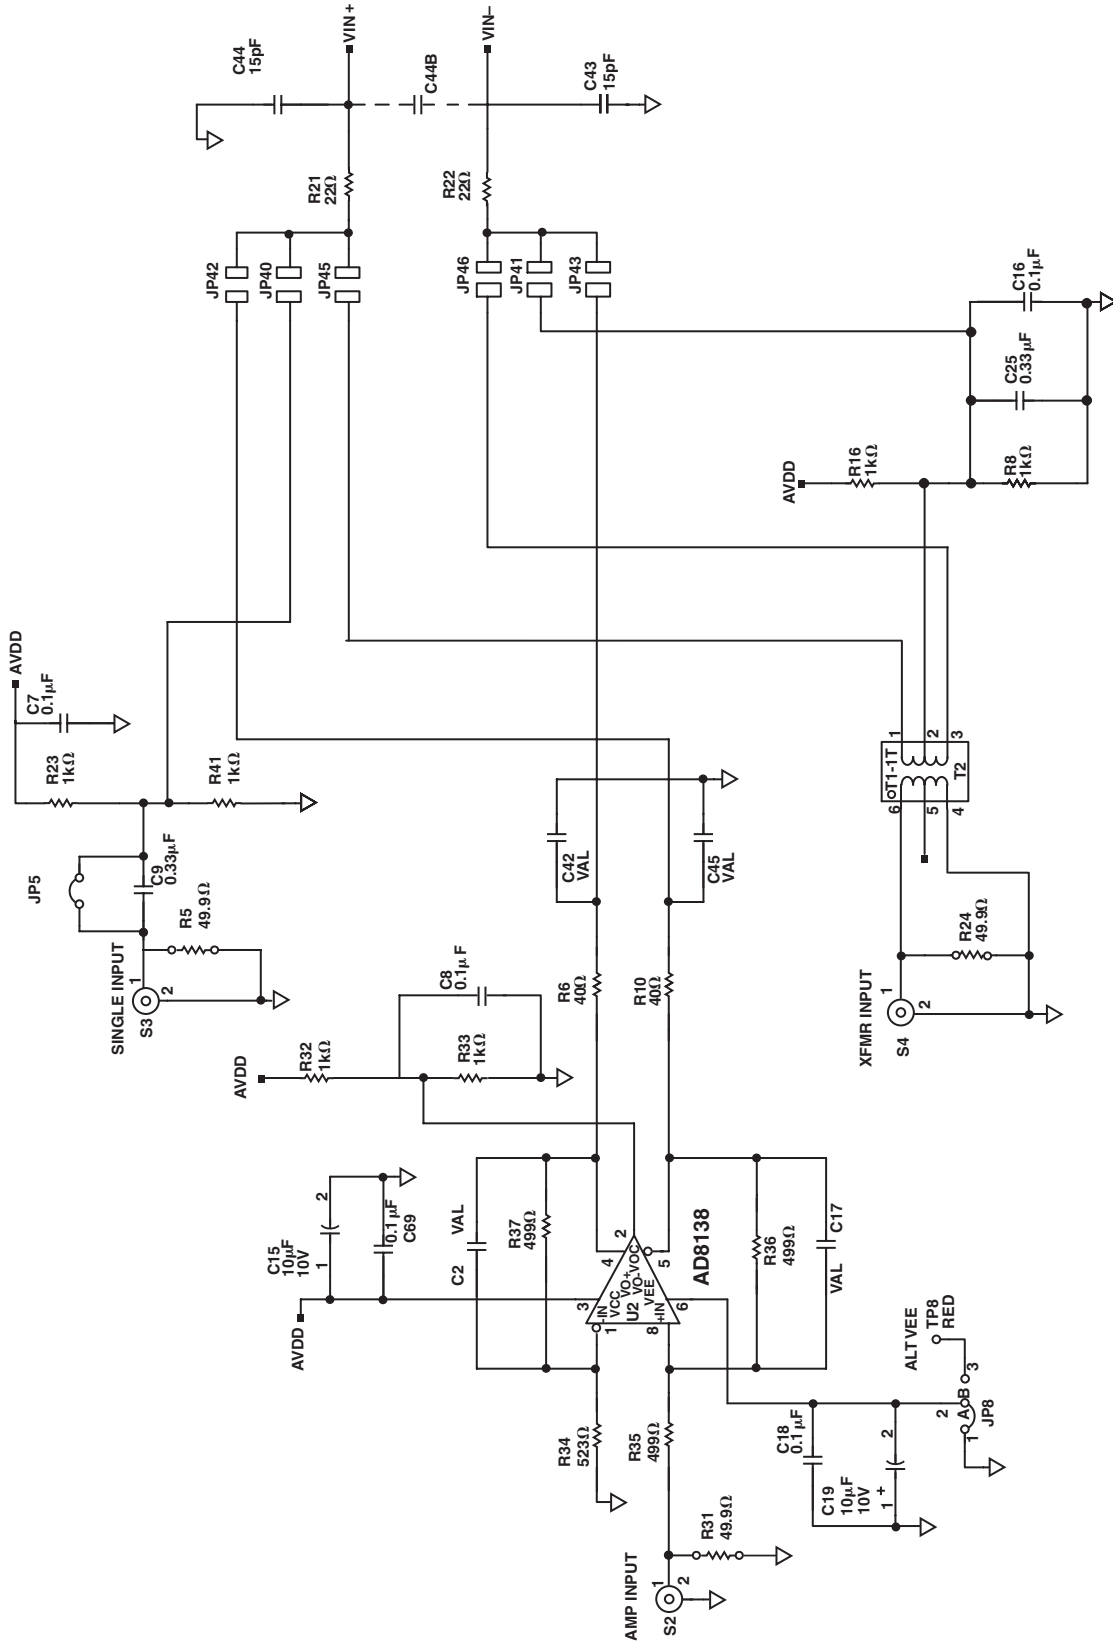 AVDD
C7
0.1µF
R23
1kΩ
R41
1kΩ
JP5
C9
0.33µF
R5
49.9Ω
SINGLE INPUT
1
2
S3
C44
15pF
VIN+
C44B
VIN–
C43
15pF
R21
22Ω
R22
22Ω
JP42
JP40
JP45
JP46
JP41
JP43
C16
0.1µF
C25
0.33µF
R8
1kΩ
AVDD
R16
1kΩ
C42
VAL
C45
VAL
R6
40Ω
R10
40Ω
AVDD
R32
1kΩ
R33
1kΩ
C8
0.1µF
T1-1T
T2
1
2
3
6
5
4
R24
49.9Ω
XFMR INPUT
1
2
S4
AVDD
C15
10µF
10V
1
2
0.1µF
C69
C2
VAL
R37
499Ω
AD8138
U2
-IN
VCC
VO+
VOC
VO-
VEE
+IN
1
8
3
4
2
5
6
R36
499Ω
VAL
C17
R34
523Ω
R35
499Ω
AMP INPUT
1
2
S2
R31
49.9Ω
C18
0.1µF
C19
10µF
10V
1
+
2
ALT VEE
TP8
RED
2
A
B
1
3
JP8